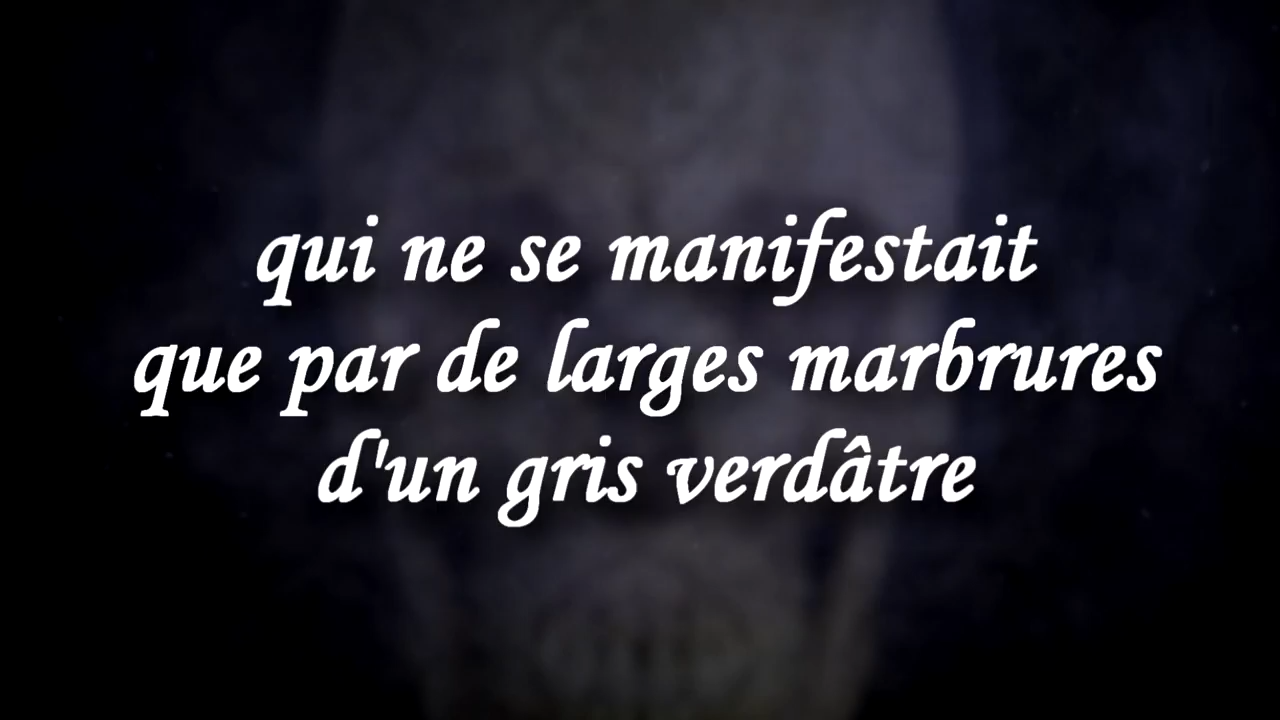 qui ne se manifestait
que par de larges marbrures
d'un gris verdâtre